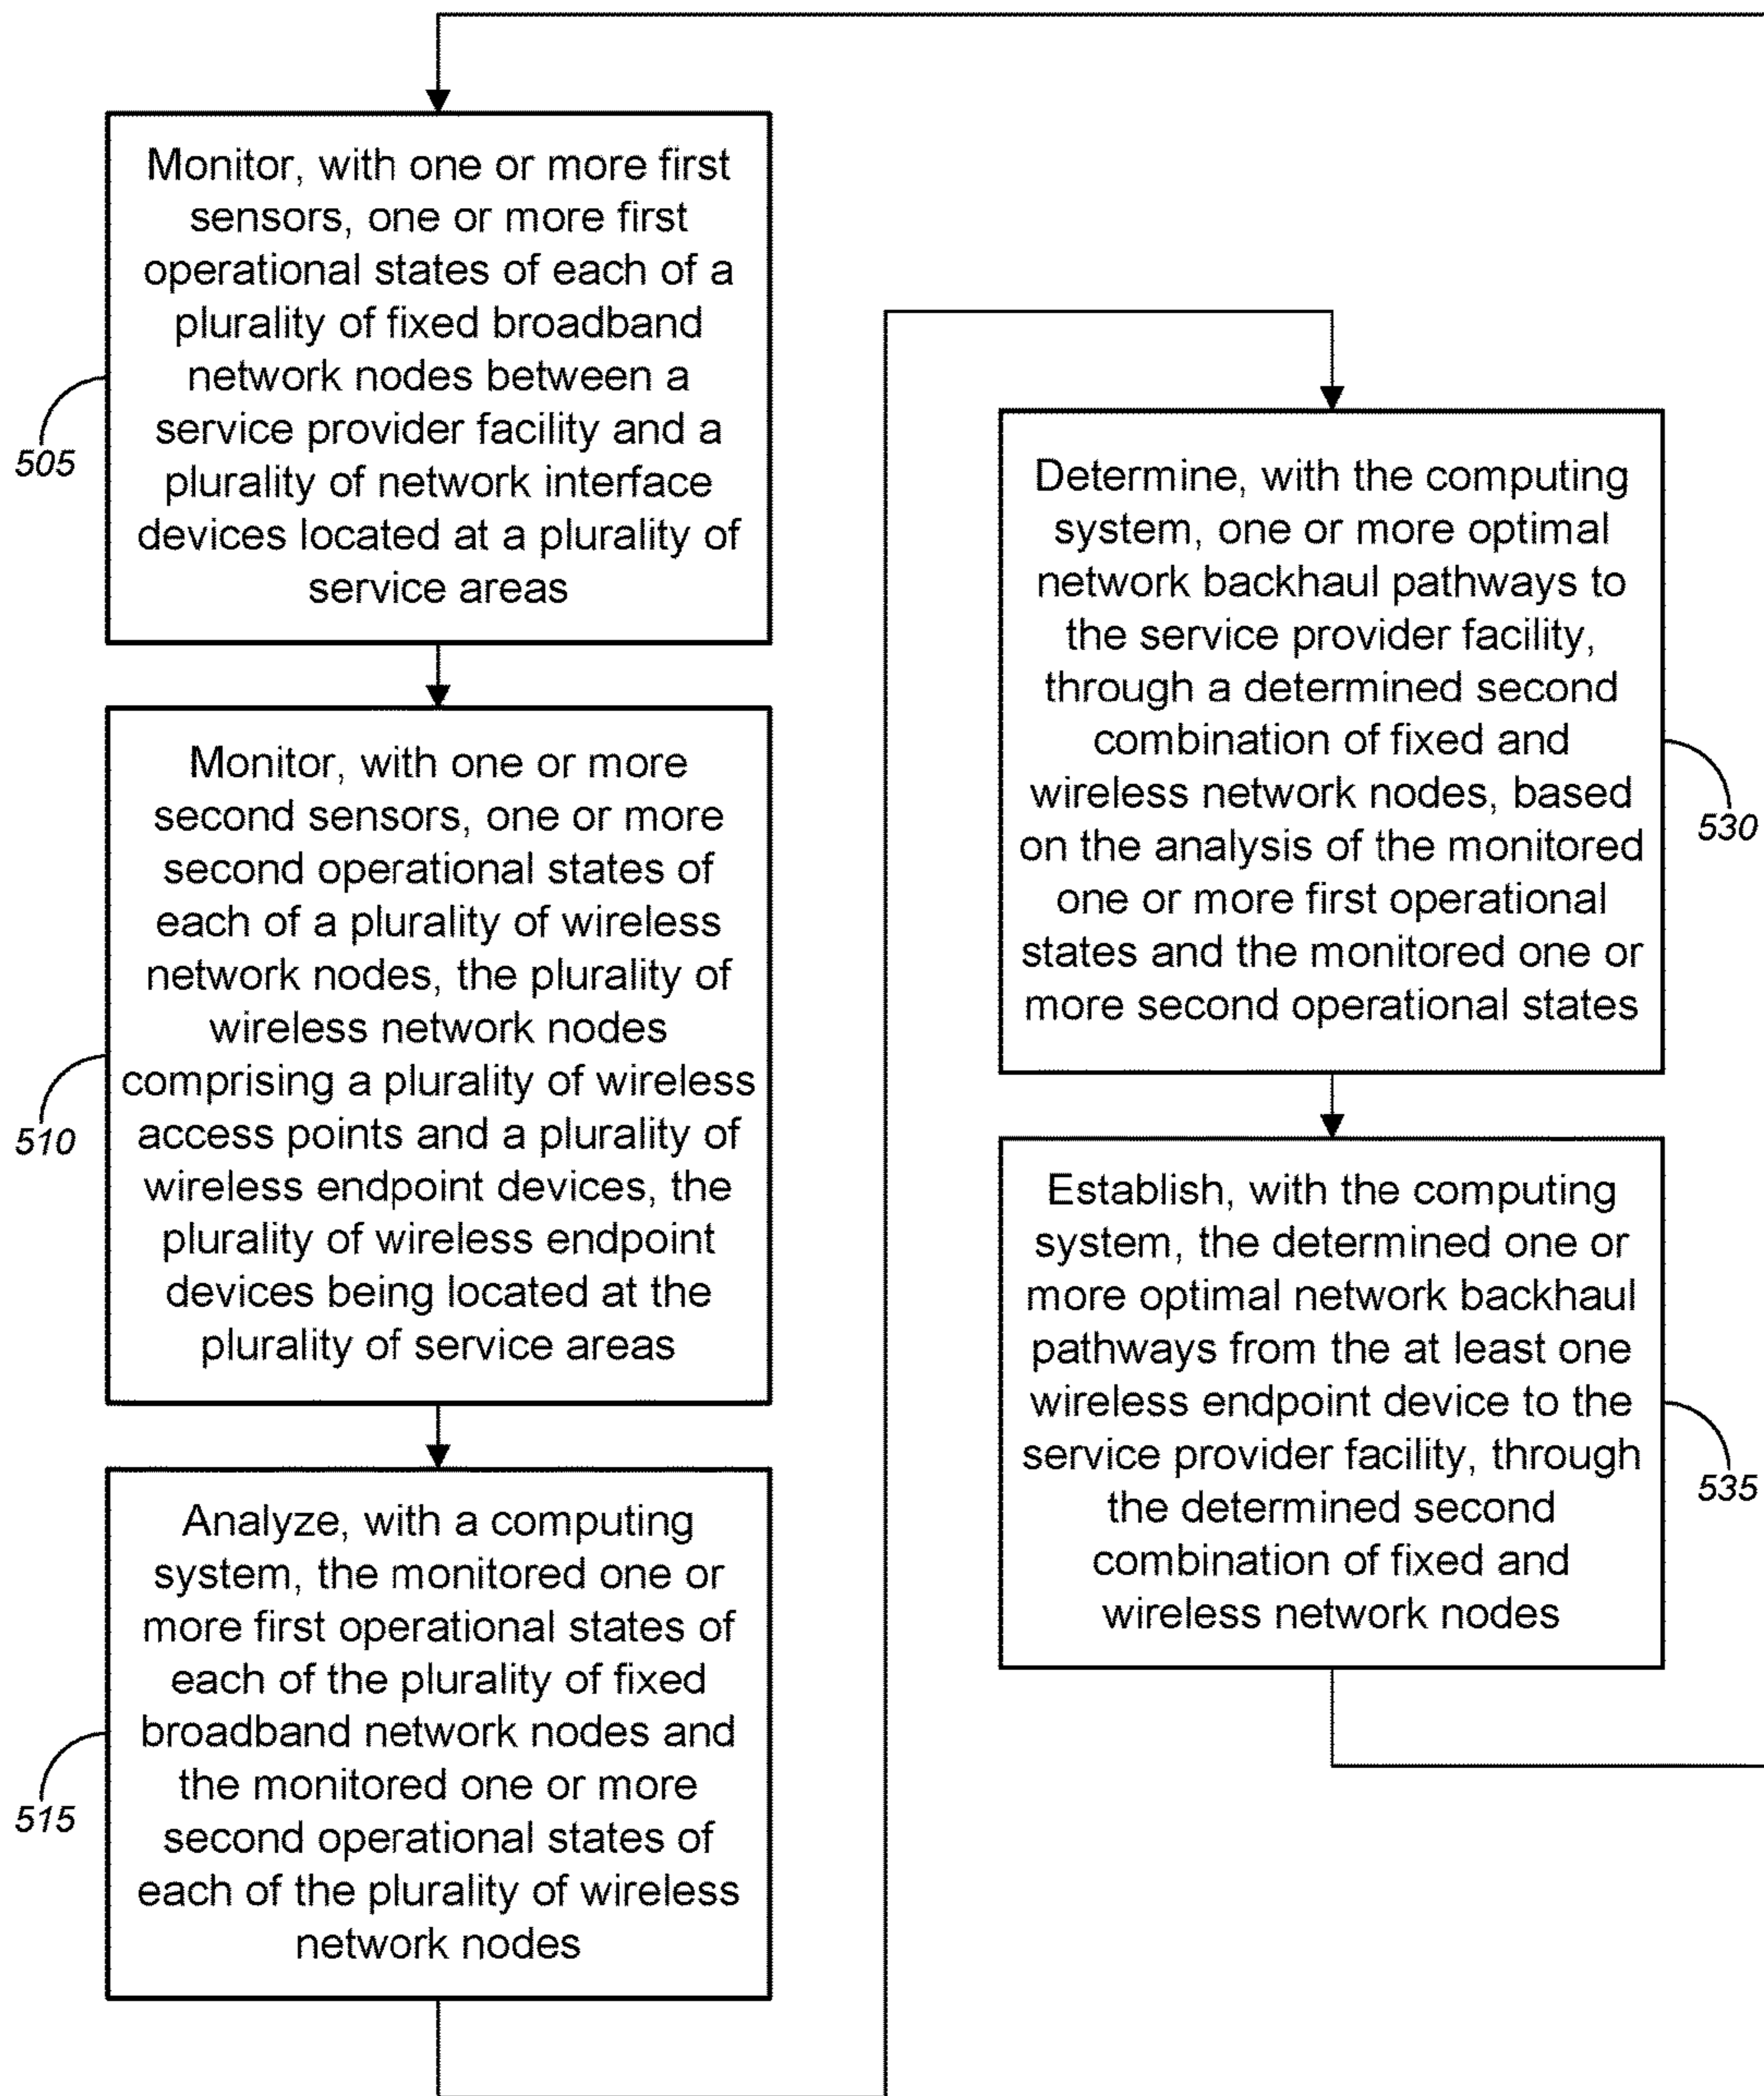 Monitor, with one or more first
sensors, one or more first
operational states of each of a
plurality of fixed broadband
network nodes between a
service provider facility and a
plurality of network interface
devices located at a plurality of
service areas
505
Monitor, with one or more
second sensors, one or more
second operational states of
each of a plurality of wireless
network nodes, the plurality of
wireless network nodes
comprising a plurality of wireless
access points and a plurality of
wireless endpoint devices, the
plurality of wireless endpoint
devices being located at the
plurality of service areas
510
Analyze, with a computing
system, the monitored one or
more first operational states of
each of the plurality of fixed
broadband network nodes and
the monitored one or more
second operational states of
each of the plurality of wireless
network nodes
515
Determine, with the computing
system, one or more optimal
network backhaul pathways to
the service provider facility,
through a determined second
combination of fixed and
wireless network nodes, based
on the analysis of the monitored
one or more first operational
states and the monitored one or
more second operational states
530
Establish, with the computing
system, the determined one or
more optimal network backhaul
pathways from the at least one
wireless endpoint device to the
service provider facility, through
the determined second
combination of fixed and
wireless network nodes
535